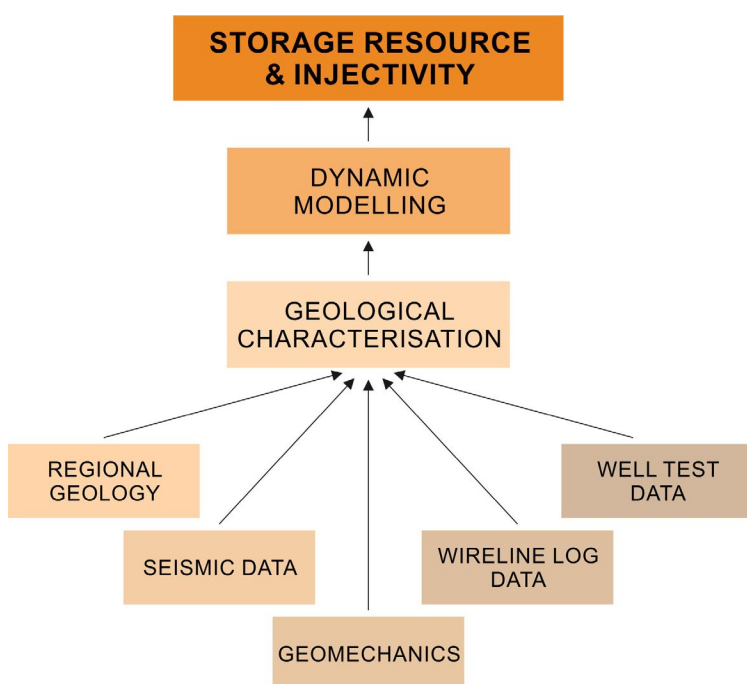 STORAGE RESOURCE
& INJECTIVITY
DYNAMIC
MODELLING
GEOLOGICAL
CHARACTERISATION
REGIONAL
GEOLOGY
WELL TEST
DATA
SEISMIC DATA
WIRELINE LOG
DATA
GEOMECHANICS